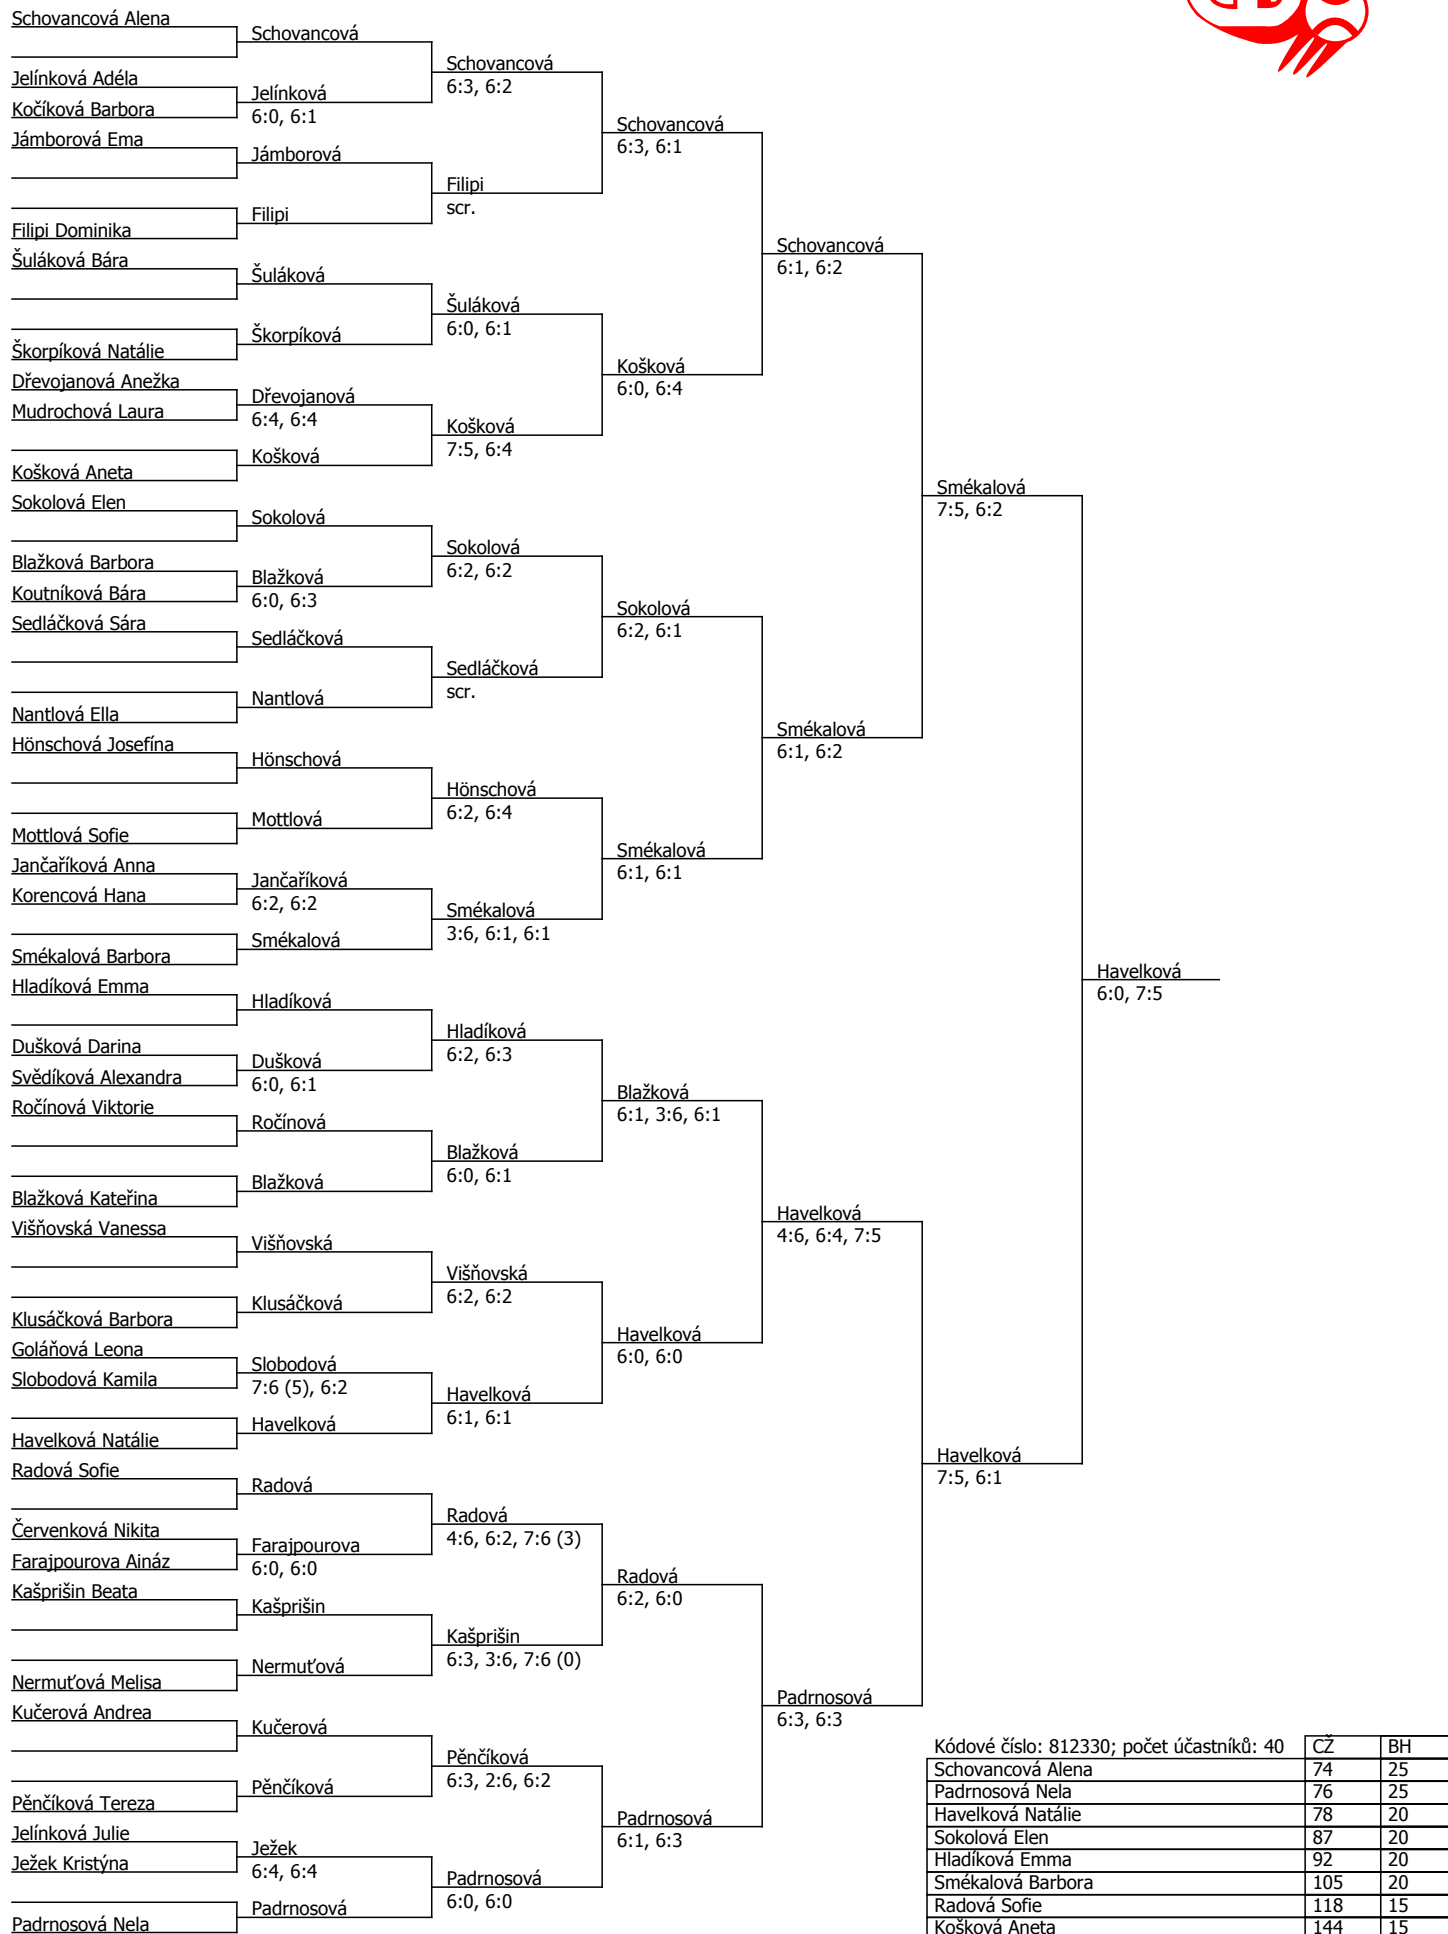 Schovancová Alena
Jelínková Adéla
Kočíková Barbora
Jámborová Ema
Filipi Dominika
Šuláková Bára
Škorpíková Natálie
Dřevojanová Anežka
Mudrochová Laura
Košková Aneta
Sokolová Elen
Blažková Barbora
Koutníková Bára
Sedláčková Sára
Nantlová Ella
Hönschová Josefína
Mottlová Sofie
Jančaříková Anna
Korencová Hana
Smékalová Barbora
Hladíková Emma
Dušková Darina
Svědíková Alexandra
Ročínová Viktorie
Blažková Kateřina
Višňovská Vanessa
Klusáčková Barbora
Goláňová Leona
Slobodová Kamila
Havelková Natálie
Radová Sofie
Červenková Nikita
Farajpourova Aináz
Kašprišin Beata
Nermuťová Melisa
Kučerová Andrea
Pěnčíková Tereza
Jelínková Julie
Ježek Kristýna
Padrnosová Nela
Schovancová
Jelínková
6:0, 6:1
Jámborová
Filipi
Šuláková
Škorpíková
Dřevojanová
6:4, 6:4
Košková
Sokolová
Blažková
6:0, 6:3
Sedláčková
Nantlová
Hönschová
Mottlová
Jančaříková
6:2, 6:2
Smékalová
Hladíková
Dušková
6:0, 6:1
Ročínová
Blažková
Višňovská
Klusáčková
Slobodová
7:6 (5), 6:2
Havelková
Radová
Farajpourova
6:0, 6:0
Kašprišin
Nermuťová
Kučerová
Pěnčíková
Ježek
6:4, 6:4
Padrnosová
Schovancová
6:3, 6:2
Filipi
scr.
Šuláková
6:0, 6:1
Košková
7:5, 6:4
Sokolová
6:2, 6:2
Sedláčková
scr.
Hönschová
6:2, 6:4
Smékalová
3:6, 6:1, 6:1
Hladíková
6:2, 6:3
Blažková
6:0, 6:1
Višňovská
6:2, 6:2
Havelková
6:1, 6:1
Radová
4:6, 6:2, 7:6 (3)
Kašprišin
6:3, 3:6, 7:6 (0)
Pěnčíková
6:3, 2:6, 6:2
Padrnosová
6:0, 6:0
Schovancová
6:3, 6:1
Košková
6:0, 6:4
Sokolová
6:2, 6:1
Smékalová
6:1, 6:1
Blažková
6:1, 3:6, 6:1
Havelková
6:0, 6:0
Radová
6:2, 6:0
Padrnosová
6:1, 6:3
Schovancová
6:1, 6:2
Smékalová
6:1, 6:2
Havelková
4:6, 6:4, 7:5
Padrnosová
6:3, 6:3
Smékalová
7:5, 6:2
Havelková
7:5, 6:1
Havelková
6:0, 7:5
Kódové číslo: 812330; počet účastníků: 40 CŽ BH
Schovancová Alena 74 25
Padrnosová Nela 76 25
Havelková Natálie 78 20
Sokolová Elen 87 20
Hladíková Emma 92 20
Smékalová Barbora 105 20
Radová Sofie 118 15
Košková Aneta 144 15